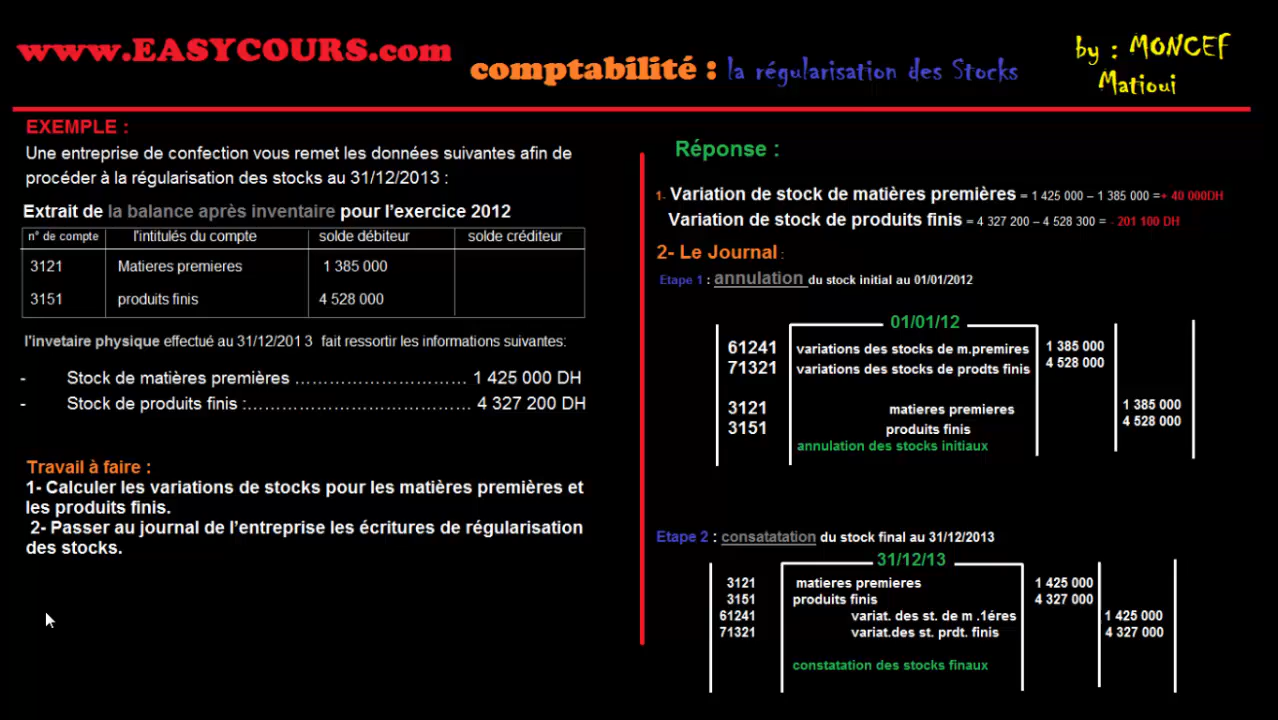 www.EASYCOURS.com
comptabilité : la régularisation des Stocks
by : MONCEF
Matioui
EXEMPLE :
Une entreprise de confection vous remet les données suivantes afin de
procéder à la régularisation des stocks au 31/12/2013 :
Extrait de la balance après inventaire pour l'exercice 2012
n° de compte l'intitulés du compte solde débiteur solde créditeur
3121 Matieres premieres 1 385 000
3151 produits finis 4 528 000
l'invetaire physique effectué au 31/12/201 3 fait ressortir les informations suivantes:
- Stock de matières premières ………………………… 1 425 000 DH
- Stock de produits finis :………………………………… 4 327 200 DH
Travail à faire :
1- Calculer les variations de stocks pour les matières premières et
les produits finis.
2- Passer au journal de l'entreprise les écritures de régularisation
des stocks.
Réponse :
1- Variation de stock de matières premières = 1 425 000 – 1 385 000 =+ 40 000DH
Variation de stock de produits finis = 4 327 200 – 4 528 300 = - 201 100 DH
2- Le Journal :
Etape 1 : annulation du stock initial au 01/01/2012
01/01/12
61241 variations des stocks de m.premires 1 385 000
71321 variations des stocks de prodts finis 4 528 000
3121 matieres premieres 1 385 000
3151 produits finis 4 528 000
annulation des stocks initiaux
Etape 2 : consatatation du stock final au 31/12/2013
31/12/13
3121 matieres premieres 1 425 000
3151 produits finis 4 327 000
61241 variat. des st. de m .1éres 1 425 000
71321 variat.des st. prdt. finis 4 327 000
constatation des stocks finaux